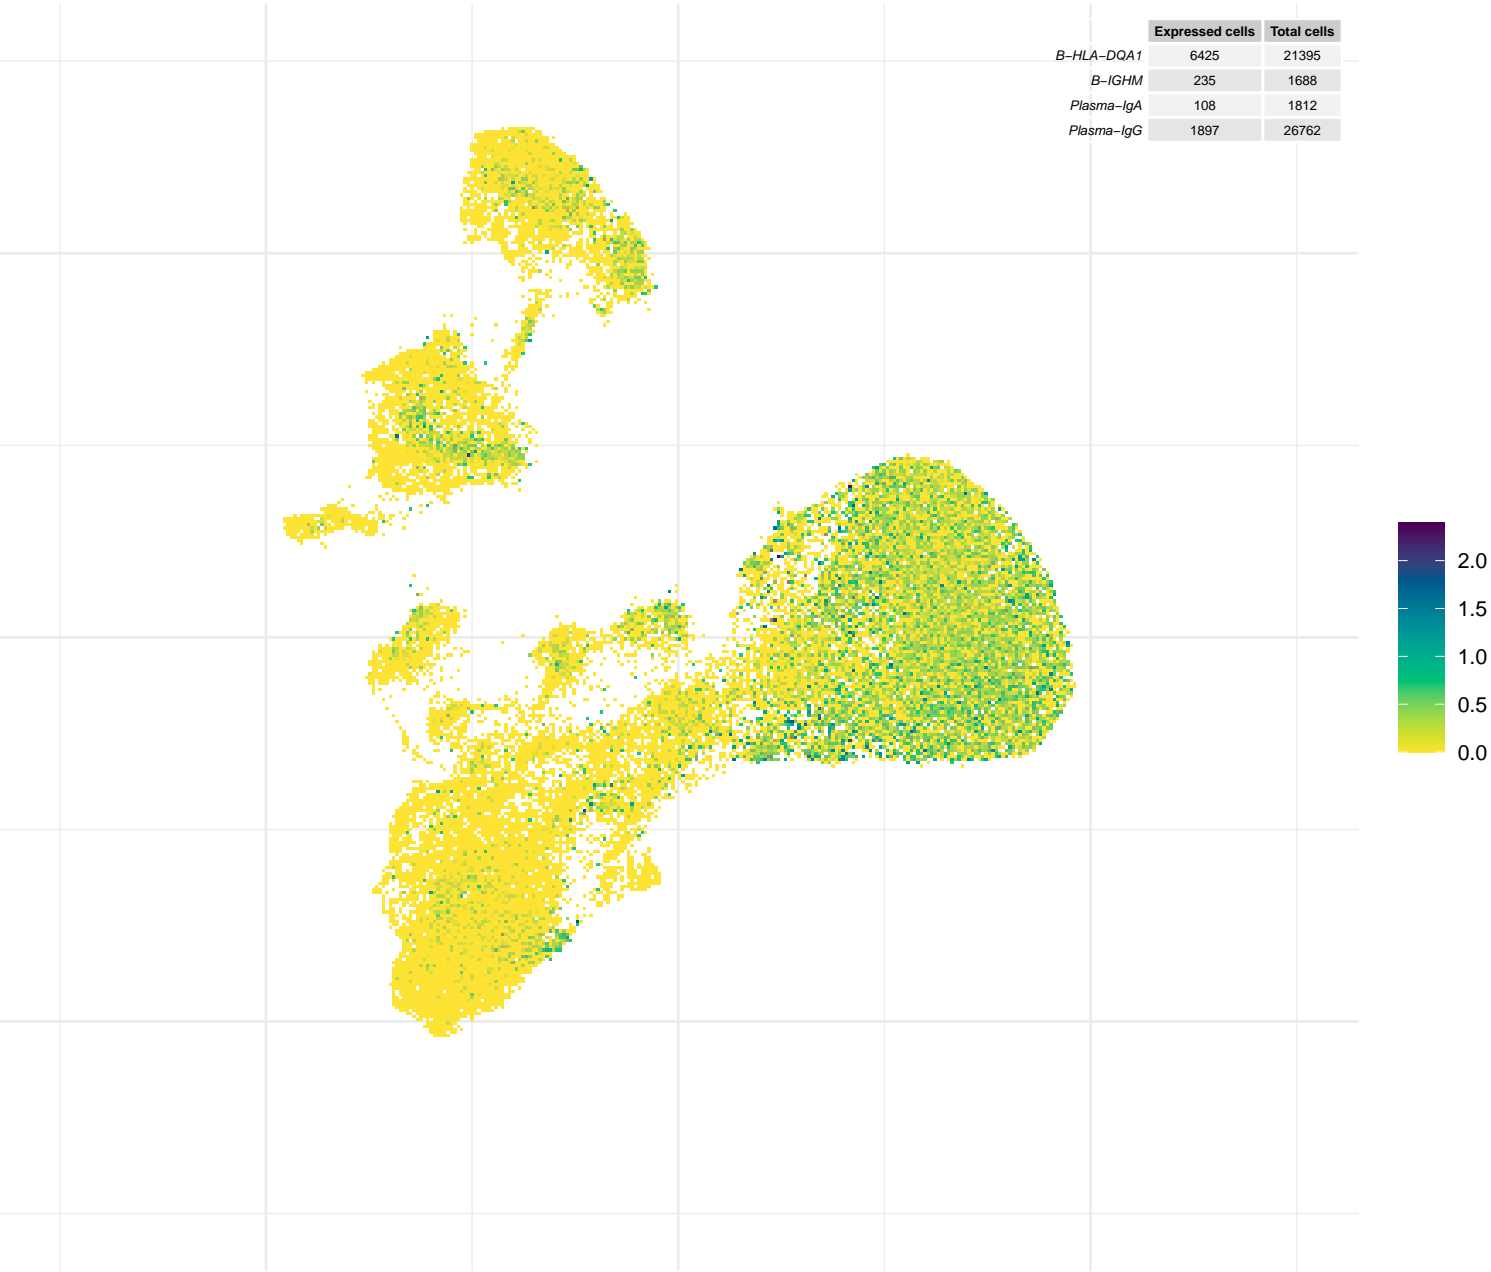 Expressed cells Total cells
B−HLA−DQA1 6425 21395
B−IGHM 235 1688
Plasma−IgA 108 1812
Plasma−IgG 1897 26762
2.0
1.5
1.0
0.5
0.0